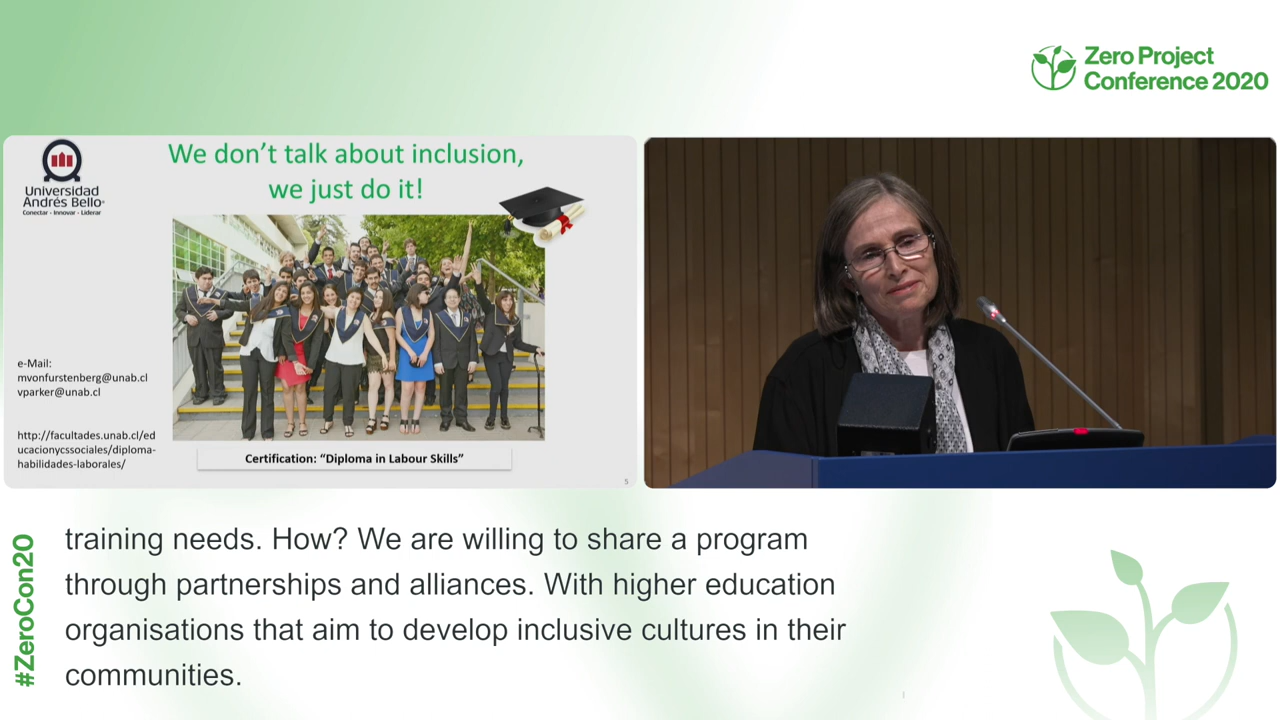 Zero Project
Conference 2020
Universidad
Andrés Bello
Conectar - Innovar - Liderar
We don't talk about inclusion,
we just do it!
e-Mail:
mvonfurstenberg@unab.cl
vparker@unab.cl
http://facultades.unab.cl/ed
ucacionycssociales/diploma-
habilidades-laborales/
Certification: “Diploma in Labour Skills”
5
#ZeroCon20
training needs. How? We are willing to share a program
through partnerships and alliances. With higher education
organisations that aim to develop inclusive cultures in their
communities.